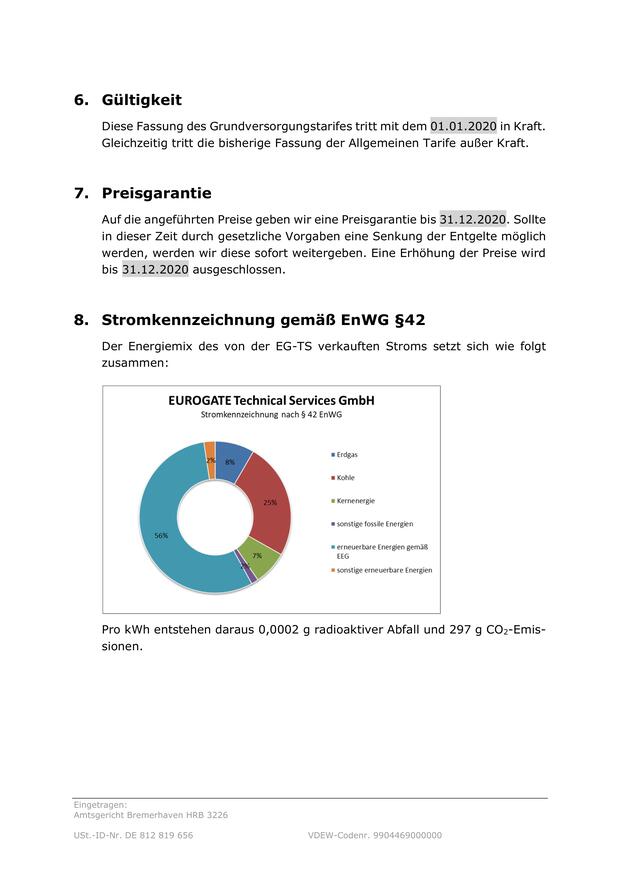 6. Gültigkeit
Diese Fassung des Grundversorgungstarifes tritt mit dem 01.01.2020 in Kraft.
Gleichzeitig tritt die bisherige Fassung der Allgemeinen Tarife außer Kraft.
7. Preisgarantie
Auf die angeführten Preise geben wir eine Preisgarantie bis 31.12.2020. Sollte
in dieser Zeit durch gesetzliche Vorgaben eine Senkung der Entgelte möglich
werden, werden wir diese sofort weitergeben. Eine Erhöhung der Preise wird
bis 31.12.2020 ausgeschlossen.
8. Stromkennzeichnung gemäß EnWG §42
Der Energiemix des von der EG-TS verkauften Stroms setzt sich wie folgt
zusammen:
EUROGATE Technical Services GmbH
Stromkennzeichnung nach § 42 EnWG
2%
8%
25%
7%
56%
Erdgas
Kohle
Kernenergie
sonstige fossile Energien
erneuerbare Energien gemäß
EEG
sonstige erneuerbare Energien
Pro kWh entstehen daraus 0,0002 g radioaktiver Abfall und 297 g CO₂-Emis-
sionen.
Eingetragen:
Amtsgericht Bremerhaven HRB 3226
USt.-ID-Nr. DE 812 819 656 VDEW-Codenr. 9904469000000